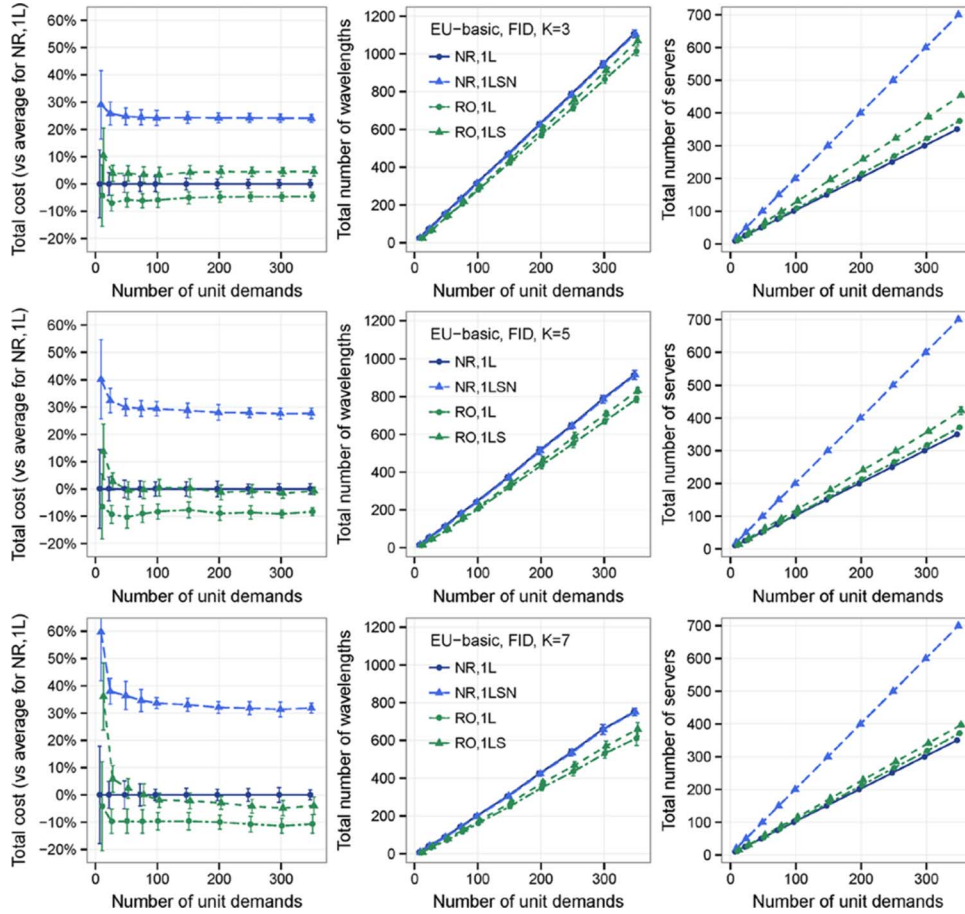 Total cost (vs average for NR,1L)
60%
50%
40%
30%
20%
10%
0%
−10%
−20%
0 100 200 300
Number of unit demands
Total number of wavelengths
1200
1000
800
600
400
200
0
EU−basic, FID, K=3
NR,1L
NR,1LSN
RO,1L
RO,1LS
0 100 200 300
Number of unit demands
Total number of servers
700
600
500
400
300
200
100
0
0 100 200 300
Number of unit demands
Total cost (vs average for NR,1L)
60%
50%
40%
30%
20%
10%
0%
−10%
−20%
0 100 200 300
Number of unit demands
Total number of wavelengths
1200
1000
800
600
400
200
0
EU−basic, FID, K=5
NR,1L
NR,1LSN
RO,1L
RO,1LS
0 100 200 300
Number of unit demands
Total number of servers
700
600
500
400
300
200
100
0
0 100 200 300
Number of unit demands
Total cost (vs average for NR,1L)
60%
50%
40%
30%
20%
10%
0%
−10%
−20%
0 100 200 300
Number of unit demands
Total number of wavelengths
1200
1000
800
600
400
200
0
EU−basic, FID, K=7
NR,1L
NR,1LSN
RO,1L
RO,1LS
0 100 200 300
Number of unit demands
Total number of servers
700
600
500
400
300
200
100
0
0 100 200 300
Number of unit demands